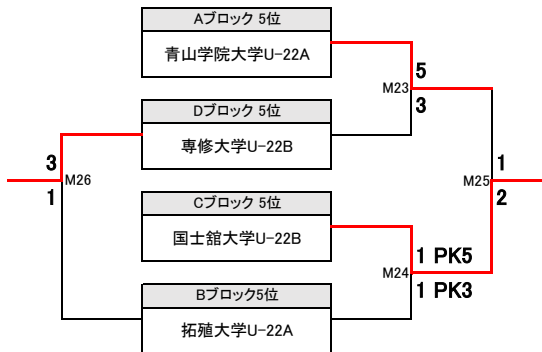 Aブロック 5位
青山学院大学U-22A
5
M23
3
Dブロック 5位
専修大学U-22B
3
M26
1
1
M25
2
Cブロック 5位
国士舘大学U-22B
1 PK5
M24
1 PK3
Bブロック5位
拓殖大学U-22A